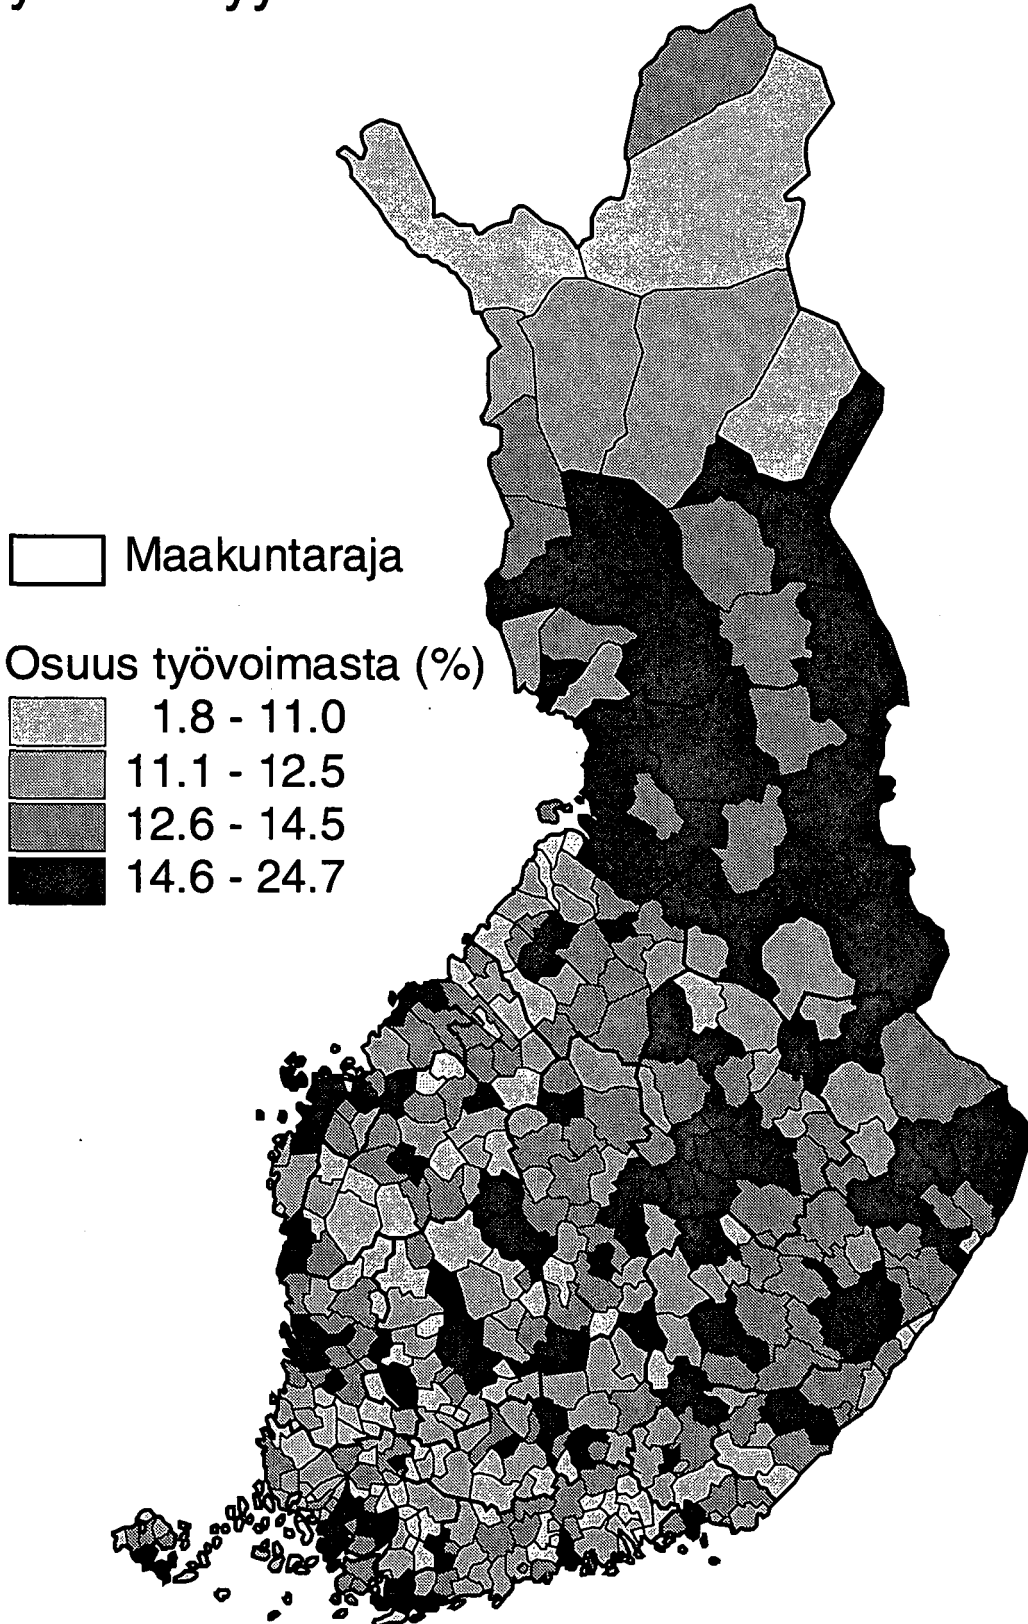 Maakuntaraja
Osuus työvoimasta (%)
1.8 - 11.0
11.1 - 12.5
12.6 - 14.5
14.6 - 24.7